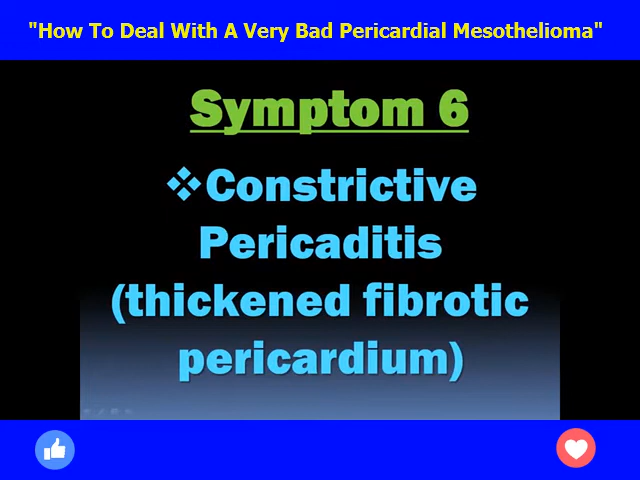 "How To Deal With A Very Bad Pericardial Mesothelioma"
Symptom 6
❖Constrictive
Pericaditis
(thickened fibrotic
pericardium)